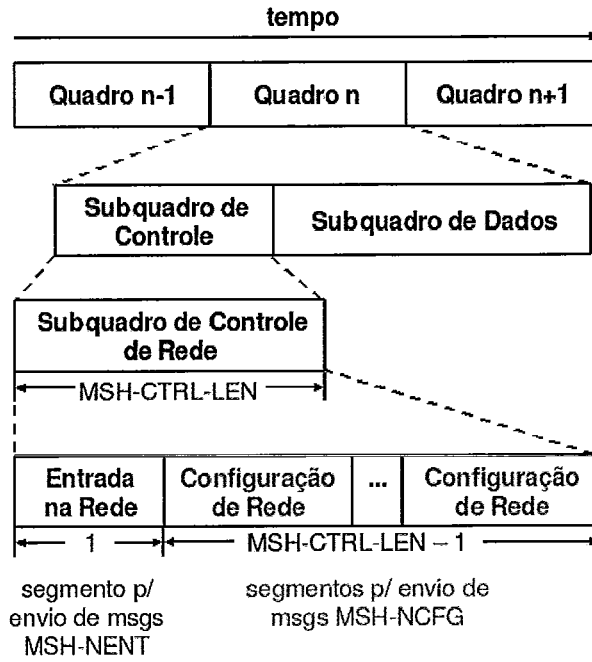 tempo
Quadro n-1 Quadro n Quadro n+1
Subquadro de Controle Subquadro de Dados
Subquadro de Controle de Rede
MSH-CTRL-LEN
Entrada na Rede Configuração de Rede ... Configuração de Rede
1 MSH-CTRL-LEN – 1
segmento p/ envio de msgs MSH-NENT
segmentos p/ envio de msgs MSH-NCFG